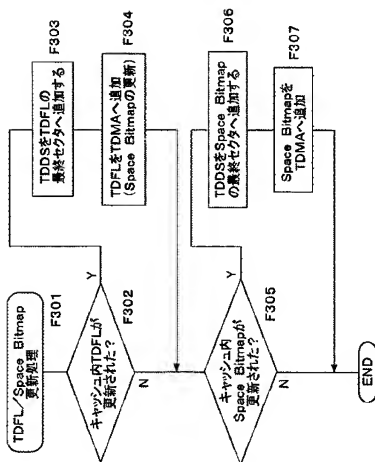 TDFL/Space Bitmap
更新処理
F301
キャッシュ内TDFLが
更新された?
F302
Y
N
TDDSをTDFLの
最終セクタへ追加する
F303
TDFLをTDMAへ追加
(Space Bitmapの更新)
F304
キャッシュ内
Space Bitmapが
更新された?
F305
Y
N
TDDSをSpace Bitmap
の最終セクタへ追加する
F306
Space Bitmapを
TDMAへ追加
F307
END